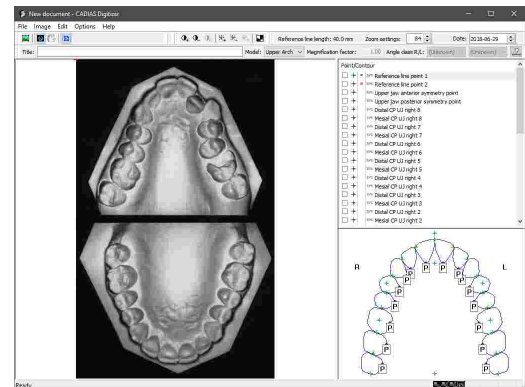 New document - CADIAS Digitizer
File Image Edit Options Help
Reference line length: 40.0 mm Zoom settings: 84 Date: 2018-06-29
Title: Model: Upper Arch Magnification factor: 1.00 Angle class R/L: (Unknown) (Unknown)
Point/Contour
Reference line point 1
Reference line point 2
Upper jaw anterior symmetry point
Upper jaw posterior symmetry point
Distal CP UJ right 8
Mesial CP UJ right 8
Distal CP UJ right 7
Mesial CP UJ right 7
Distal CP UJ right 6
Mesial CP UJ right 6
Distal CP UJ right 5
Mesial CP UJ right 5
Distal CP UJ right 4
Mesial CP UJ right 4
Distal CP UJ right 3
Mesial CP UJ right 3
Distal CP UJ right 2
Mesial CP UJ right 2
R L
P P P P
P P
P P
P P
P P
P P
Ready